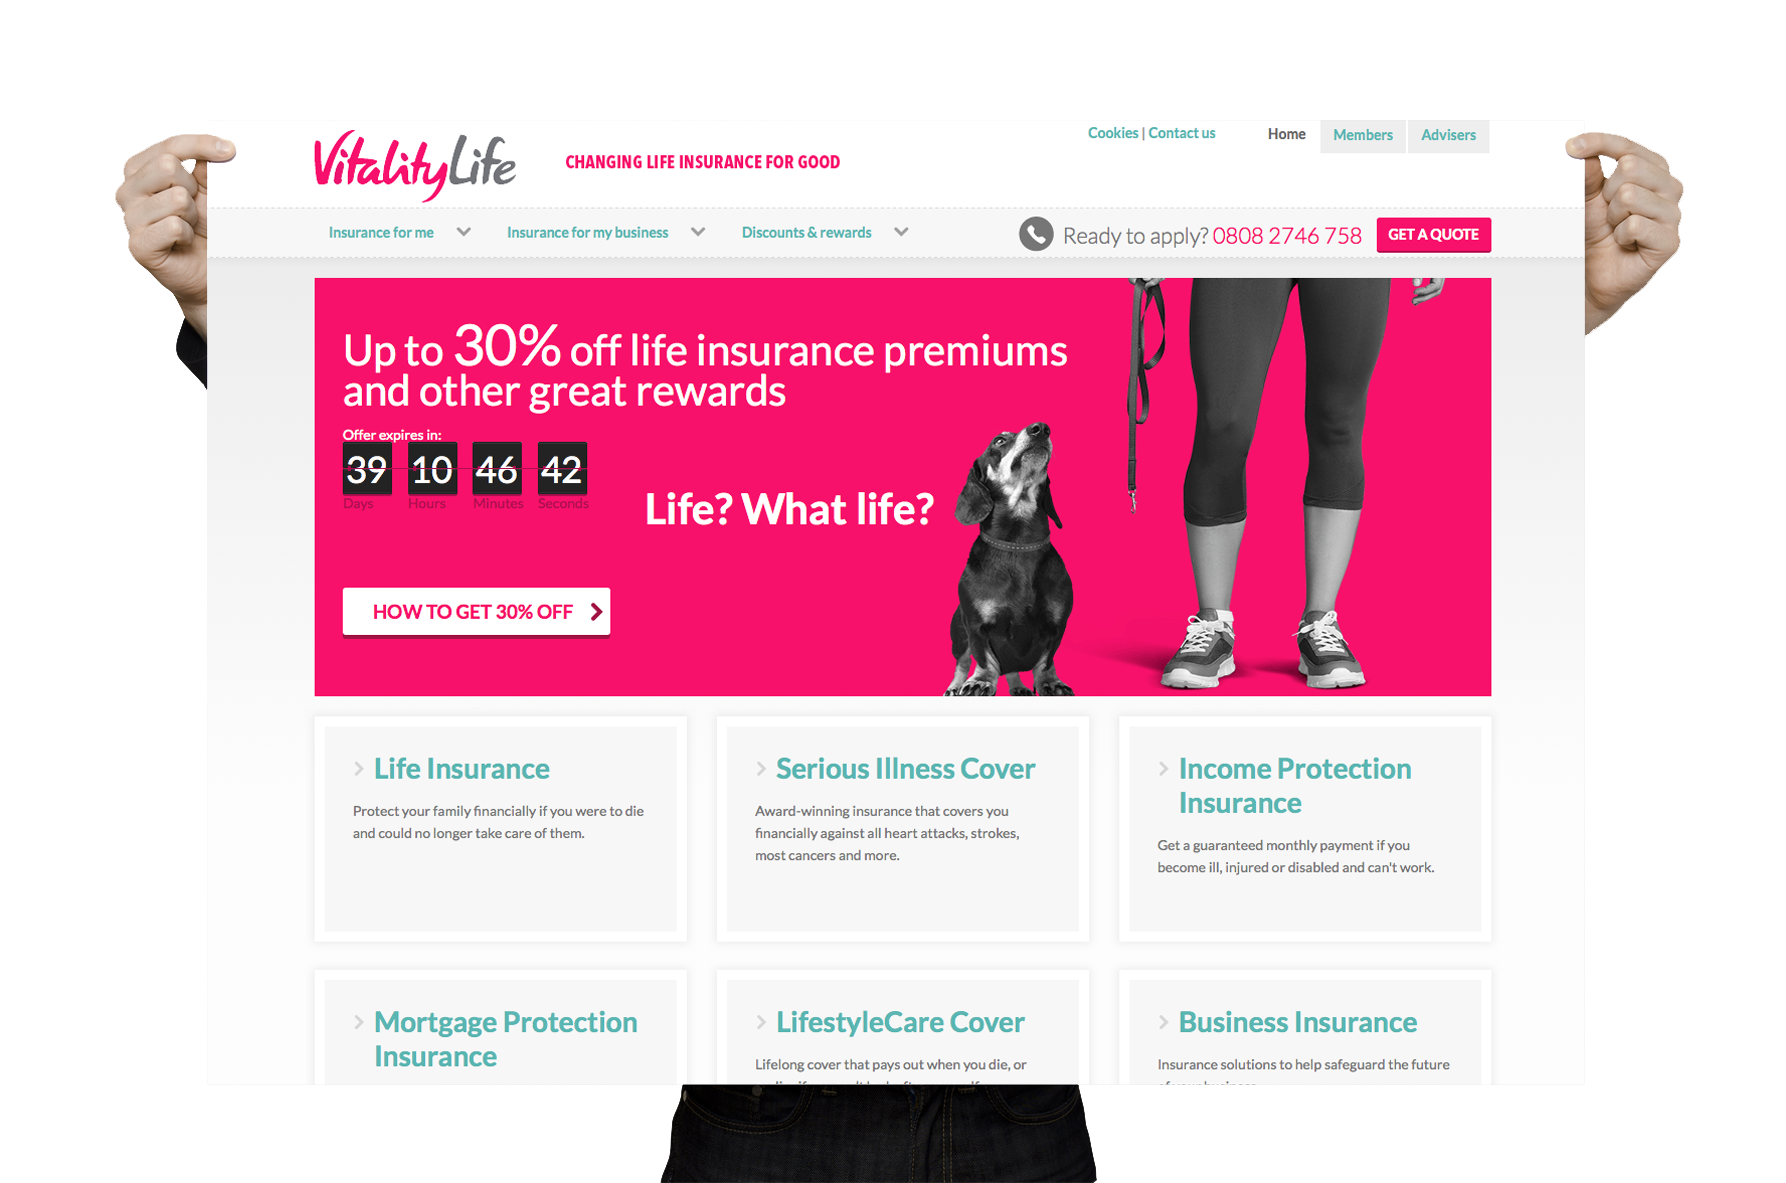 VitalityLife
CHANGING LIFE INSURANCE FOR GOOD
Cookies | Contact us
Home
Members
Advisers
Insurance for me
Insurance for my business
Discounts & rewards
Ready to apply? 0808 2746 758
GET A QUOTE
Up to 30% off life insurance premiums
and other great rewards
Offer expires in:
39 10 46 42
Days Hours Minutes Seconds
Life? What life?
HOW TO GET 30% OFF
Life Insurance
Protect your family financially if you were to die
and could no longer take care of them.
Serious Illness Cover
Award-winning insurance that covers you
financially against all heart attacks, strokes,
most cancers and more.
Income Protection
Insurance
Get a guaranteed monthly payment if you
become ill, injured or disabled and can't work.
Mortgage Protection
Insurance
LifestyleCare Cover
Lifelong cover that pays out when you die, or
Business Insurance
Insurance solutions to help safeguard the future
of your business